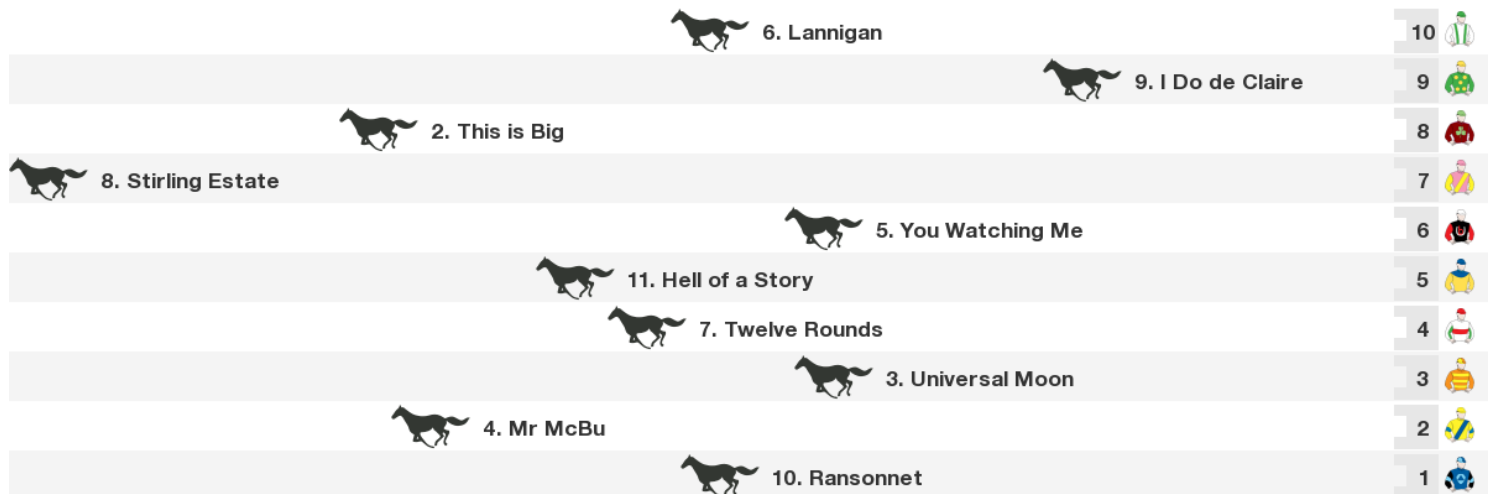 6. Lannigan 10
9. I Do de Claire 9
2. This is Big 8
8. Stirling Estate 7
5. You Watching Me 6
11. Hell of a Story 5
7. Twelve Rounds 4
3. Universal Moon 3
4. Mr McBu 2
10. Ransonnet 1